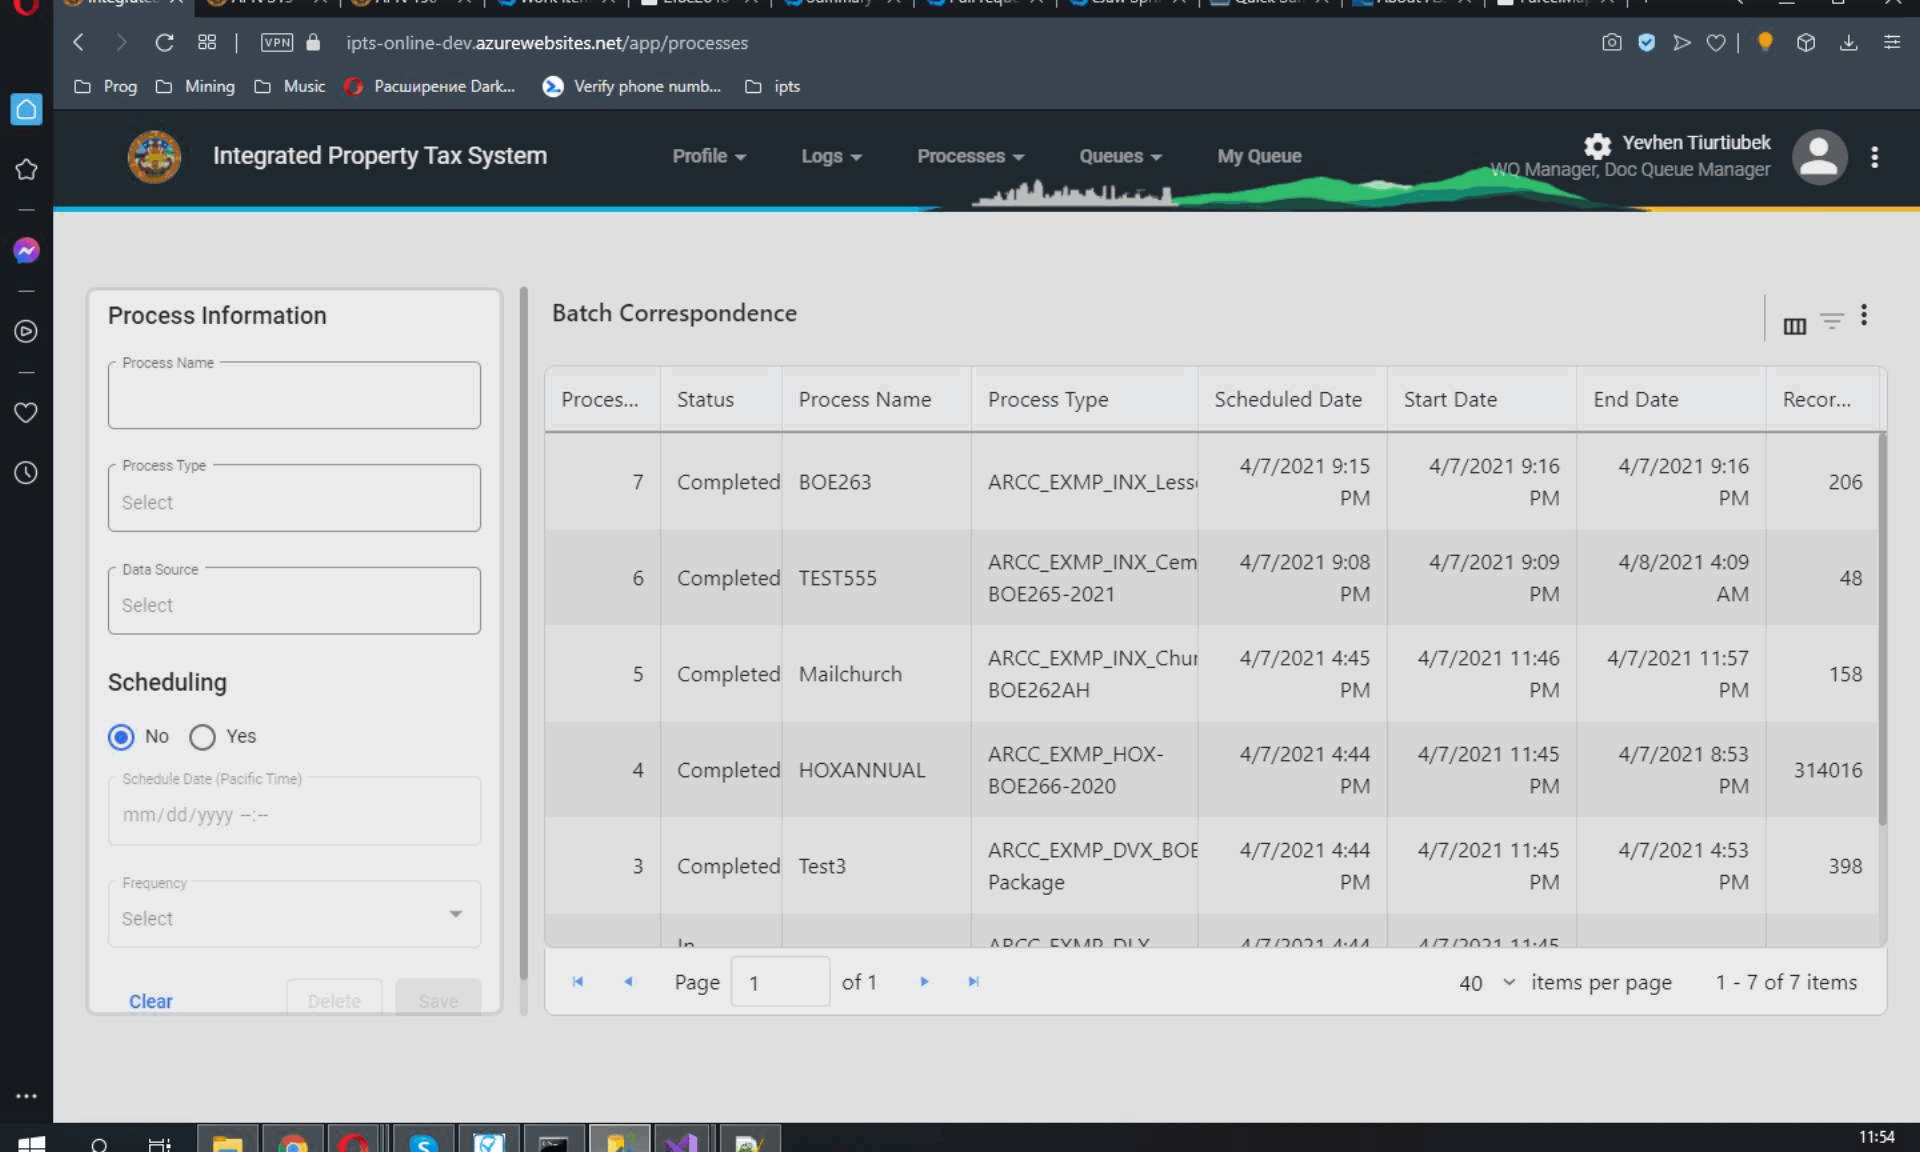 VPN
ipts-online-dev.azurewebsites.net/app/processes
Prog
Mining
Music
Расширение Dark...
Verify phone numb...
ipts
Integrated Property Tax System
Profile
Logs
Processes
Queues
My Queue
Yevhen Tiurtiubek
WQ Manager, Doc Queue Manager
Process Information
Process Name
Process Type
Select
Data Source
Select
Scheduling
No
Yes
Schedule Date (Pacific Time)
mm/dd/yyyy --:--
Frequency
Select
Clear
Delete
Save
Batch Correspondence
Proces... Status Process Name Process Type Scheduled Date Start Date End Date Recor...
7 Completed BOE263 ARCC_EXMP_INX_Less 4/7/2021 9:15 PM 4/7/2021 9:16 PM 4/7/2021 9:16 PM 206
6 Completed TEST555 ARCC_EXMP_INX_Cem BOE265-2021 4/7/2021 9:08 PM 4/7/2021 9:09 PM 4/8/2021 4:09 AM 48
5 Completed Mailchurch ARCC_EXMP_INX_Chur BOE262AH 4/7/2021 4:45 PM 4/7/2021 11:46 PM 4/7/2021 11:57 PM 158
4 Completed HOXANNUAL ARCC_EXMP_HOX-BOE266-2020 4/7/2021 4:44 PM 4/7/2021 11:45 PM 4/7/2021 8:53 PM 314016
3 Completed Test3 ARCC_EXMP_DVX_BOE Package 4/7/2021 4:44 PM 4/7/2021 11:45 PM 4/7/2021 4:53 PM 398
In ARCC_EXMP_DLX 4/7/2021 4:44 4/7/2021 11:45
Page 1 of 1
40 items per page
1 - 7 of 7 items
11:54